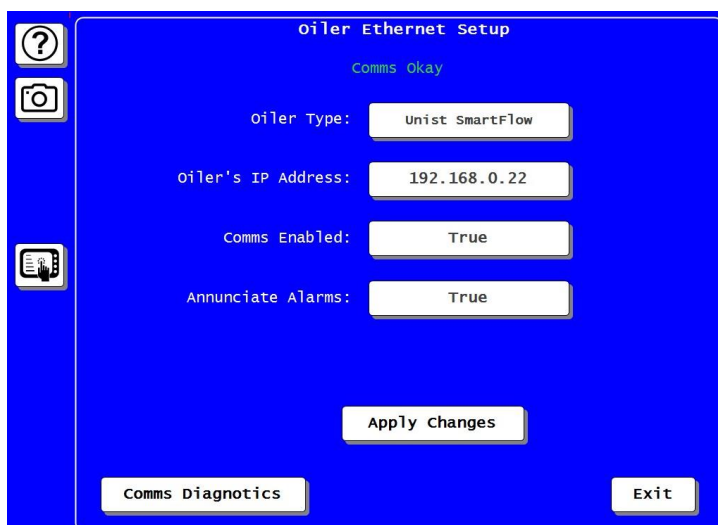 Oiler Ethernet Setup
Comms Okay
Oiler Type: Unist SmartFlow
Oiler's IP Address: 192.168.0.22
Comms Enabled: True
Annunciate Alarms: True
Apply Changes
Comms Diagnotics Exit